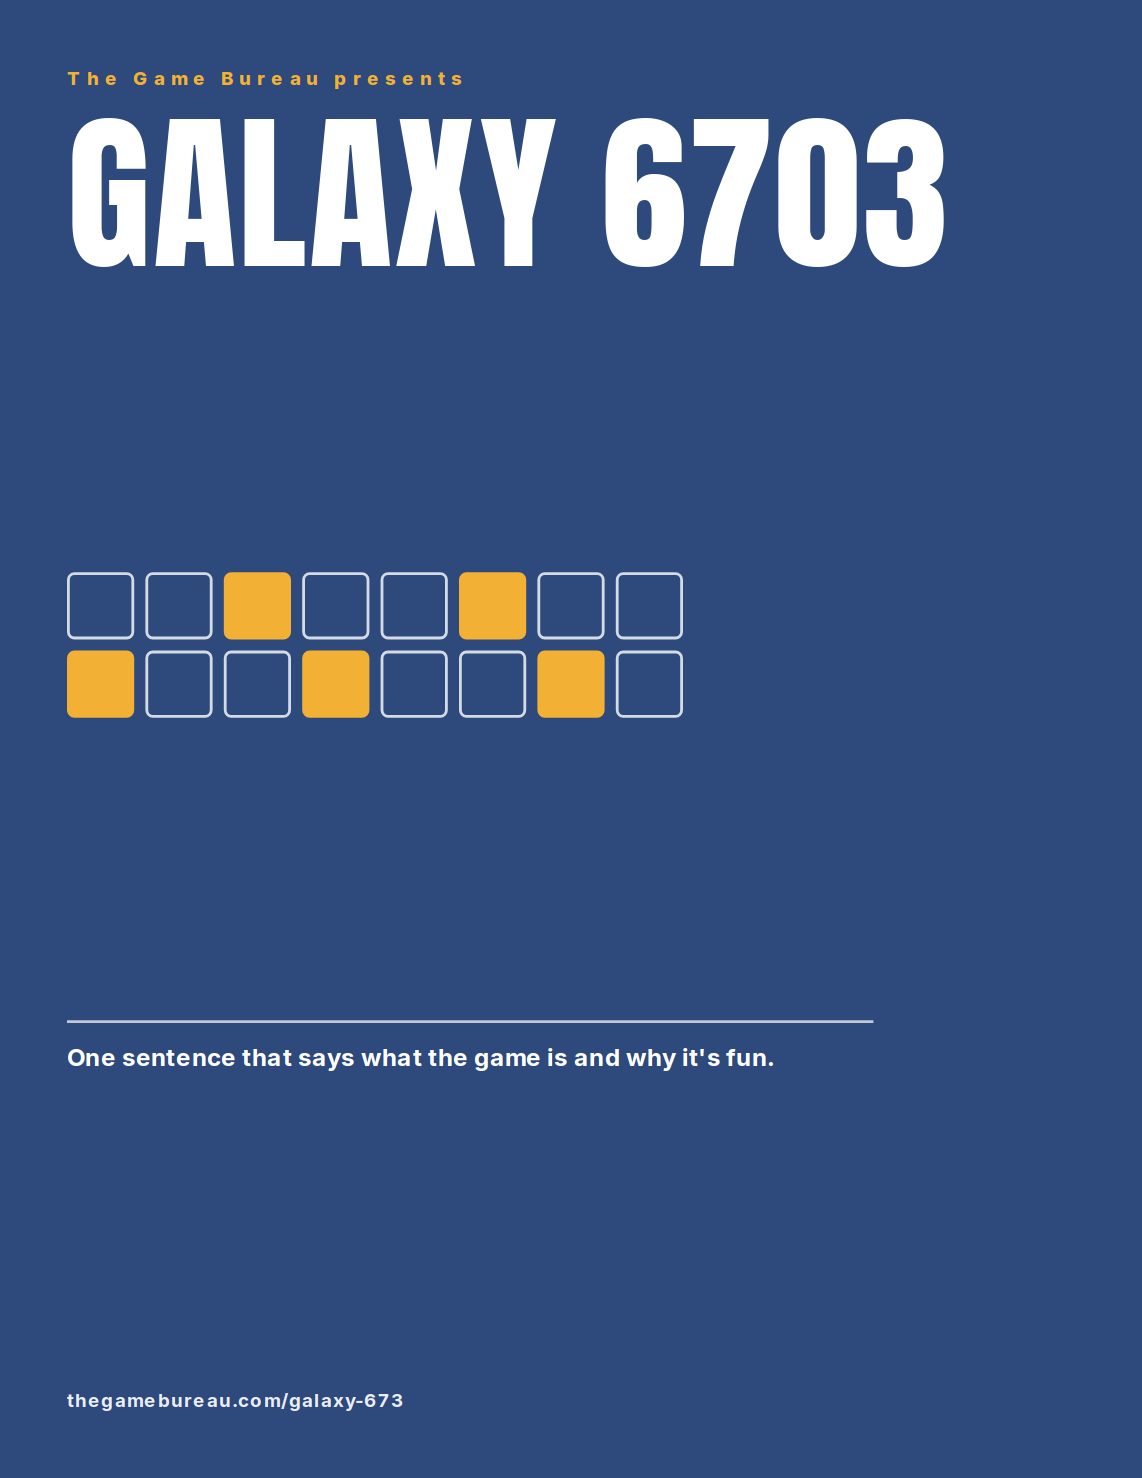 The Game Bureau presents
GALAXY 6703
One sentence that says what the game is and why it's fun.
thegamebureau.com/galaxy-673